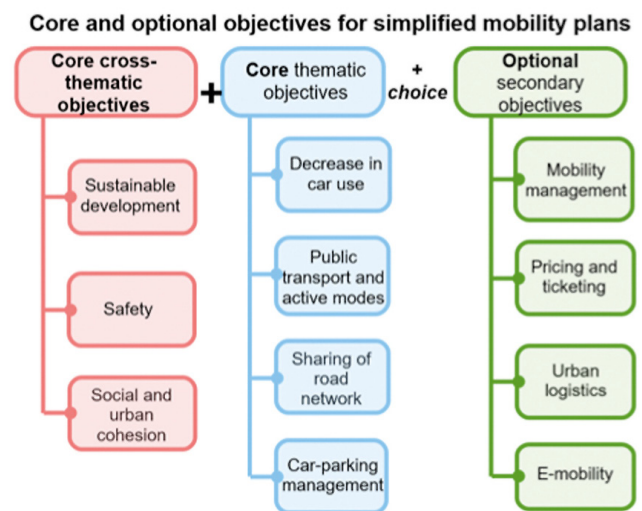 Core and optional objectives for simplified mobility plans
Core cross-
thematic
objectives
+
Core thematic
objectives
+
choice
Optional
secondary
objectives
Sustainable
development
Safety
Social and
urban
cohesion
Decrease in
car use
Public
transport and
active modes
Sharing of
road
network
Car-parking
management
Mobility
management
Pricing and
ticketing
Urban
logistics
E-mobility